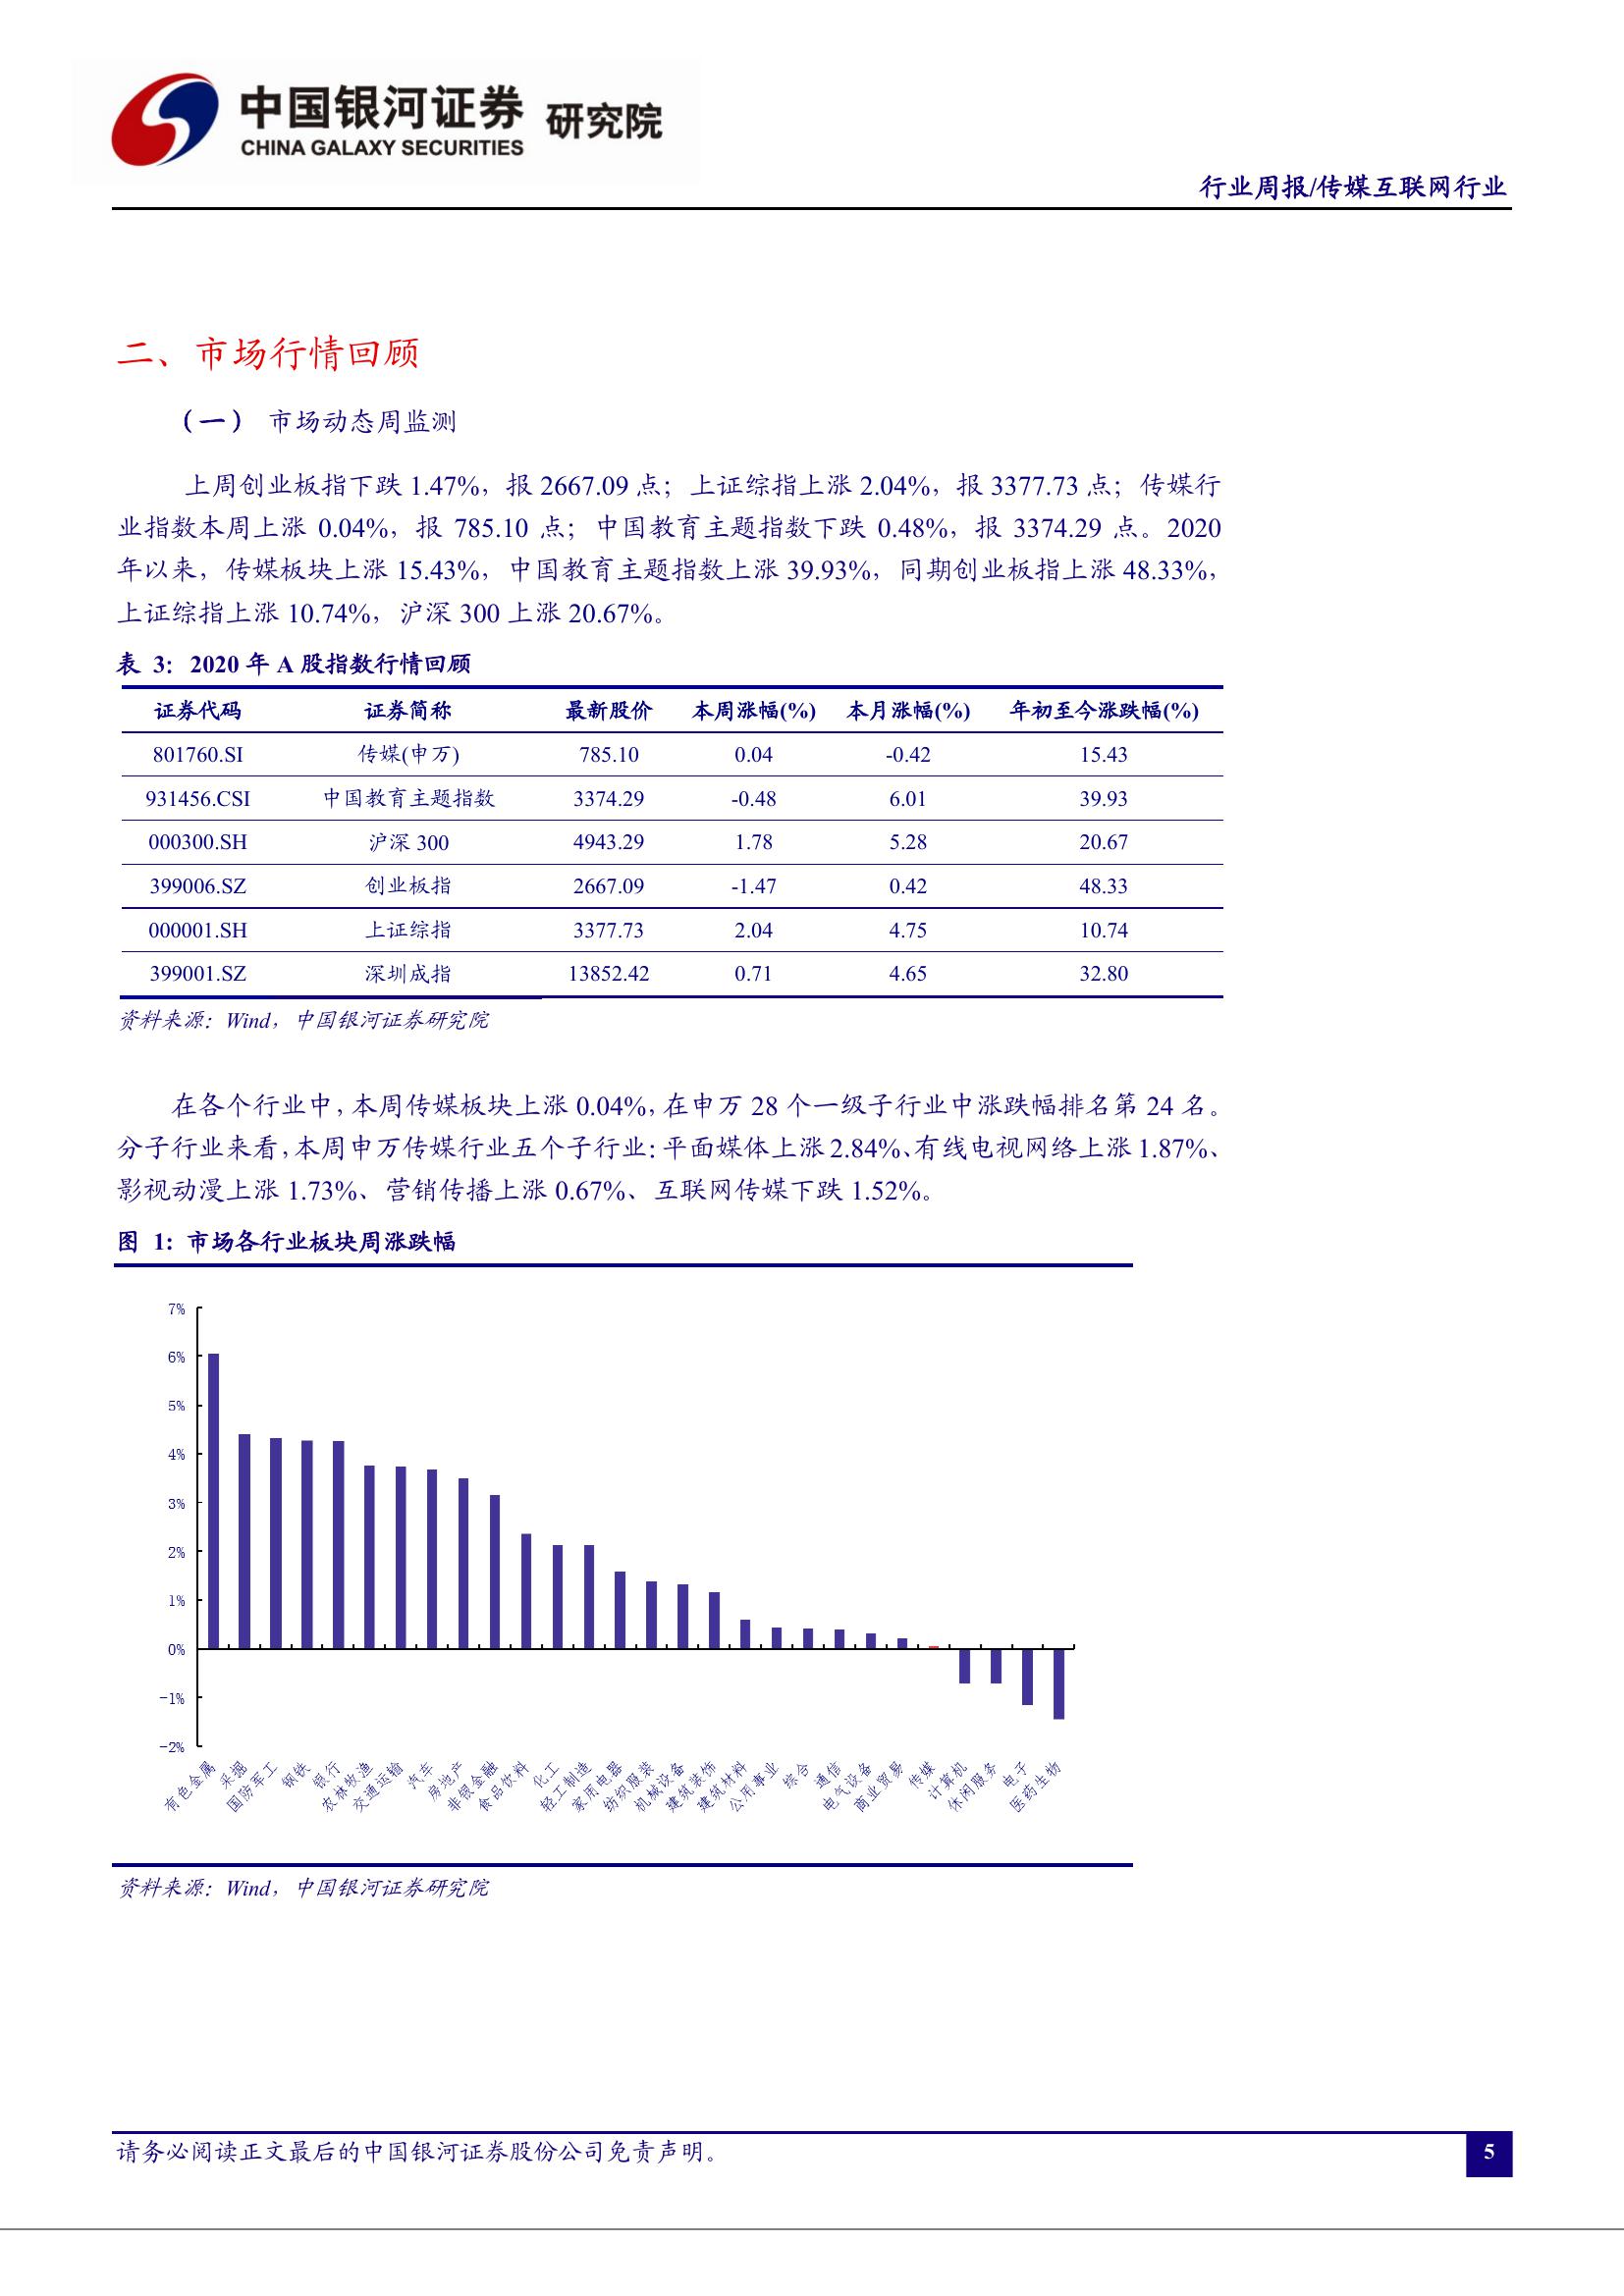 中国银河证券 研究院
CHINA GALAXY SECURITIES
行业周报/传媒互联网行业
二、市场行情回顾
（一） 市场动态周监测
上周创业板指下跌 1.47%，报 2667.09 点；上证综指上涨 2.04%，报 3377.73 点；传媒行
业指数本周上涨 0.04%，报 785.10 点；中国教育主题指数下跌 0.48%，报 3374.29 点。2020
年以来，传媒板块上涨 15.43%，中国教育主题指数上涨 39.93%，同期创业板指上涨 48.33%，
上证综指上涨 10.74%，沪深 300 上涨 20.67%。
表 3：2020 年 A 股指数行情回顾
证券代码 证券简称 最新股价 本周涨幅(%) 本月涨幅(%) 年初至今涨跌幅(%)
801760.SI 传媒(申万) 785.10 0.04 -0.42 15.43
931456.CSI 中国教育主题指数 3374.29 -0.48 6.01 39.93
000300.SH 沪深 300 4943.29 1.78 5.28 20.67
399006.SZ 创业板指 2667.09 -1.47 0.42 48.33
000001.SH 上证综指 3377.73 2.04 4.75 10.74
399001.SZ 深圳成指 13852.42 0.71 4.65 32.80
资料来源：Wind，中国银河证券研究院
在各个行业中，本周传媒板块上涨 0.04%，在申万 28 个一级子行业中涨跌幅排名第 24 名。
分子行业来看，本周申万传媒行业五个子行业：平面媒体上涨 2.84%、有线电视网络上涨 1.87%、
影视动漫上涨 1.73%、营销传播上涨 0.67%、互联网传媒下跌 1.52%。
图 1：市场各行业板块周涨跌幅
7%
6%
5%
4%
3%
2%
1%
0%
-1%
-2%
有色金属
采掘
国防军工
钢铁
银行
农林牧渔
交通运输
汽车
房地产
非银金融
食品饮料
化工
轻工制造
家用电器
纺织服装
机械设备
建筑装饰
建筑材料
公用事业
综合
通信
电气设备
商业贸易
传媒
计算机
休闲服务
电子
医药生物
资料来源：Wind，中国银河证券研究院
请务必阅读正文最后的中国银河证券股份公司免责声明。
5